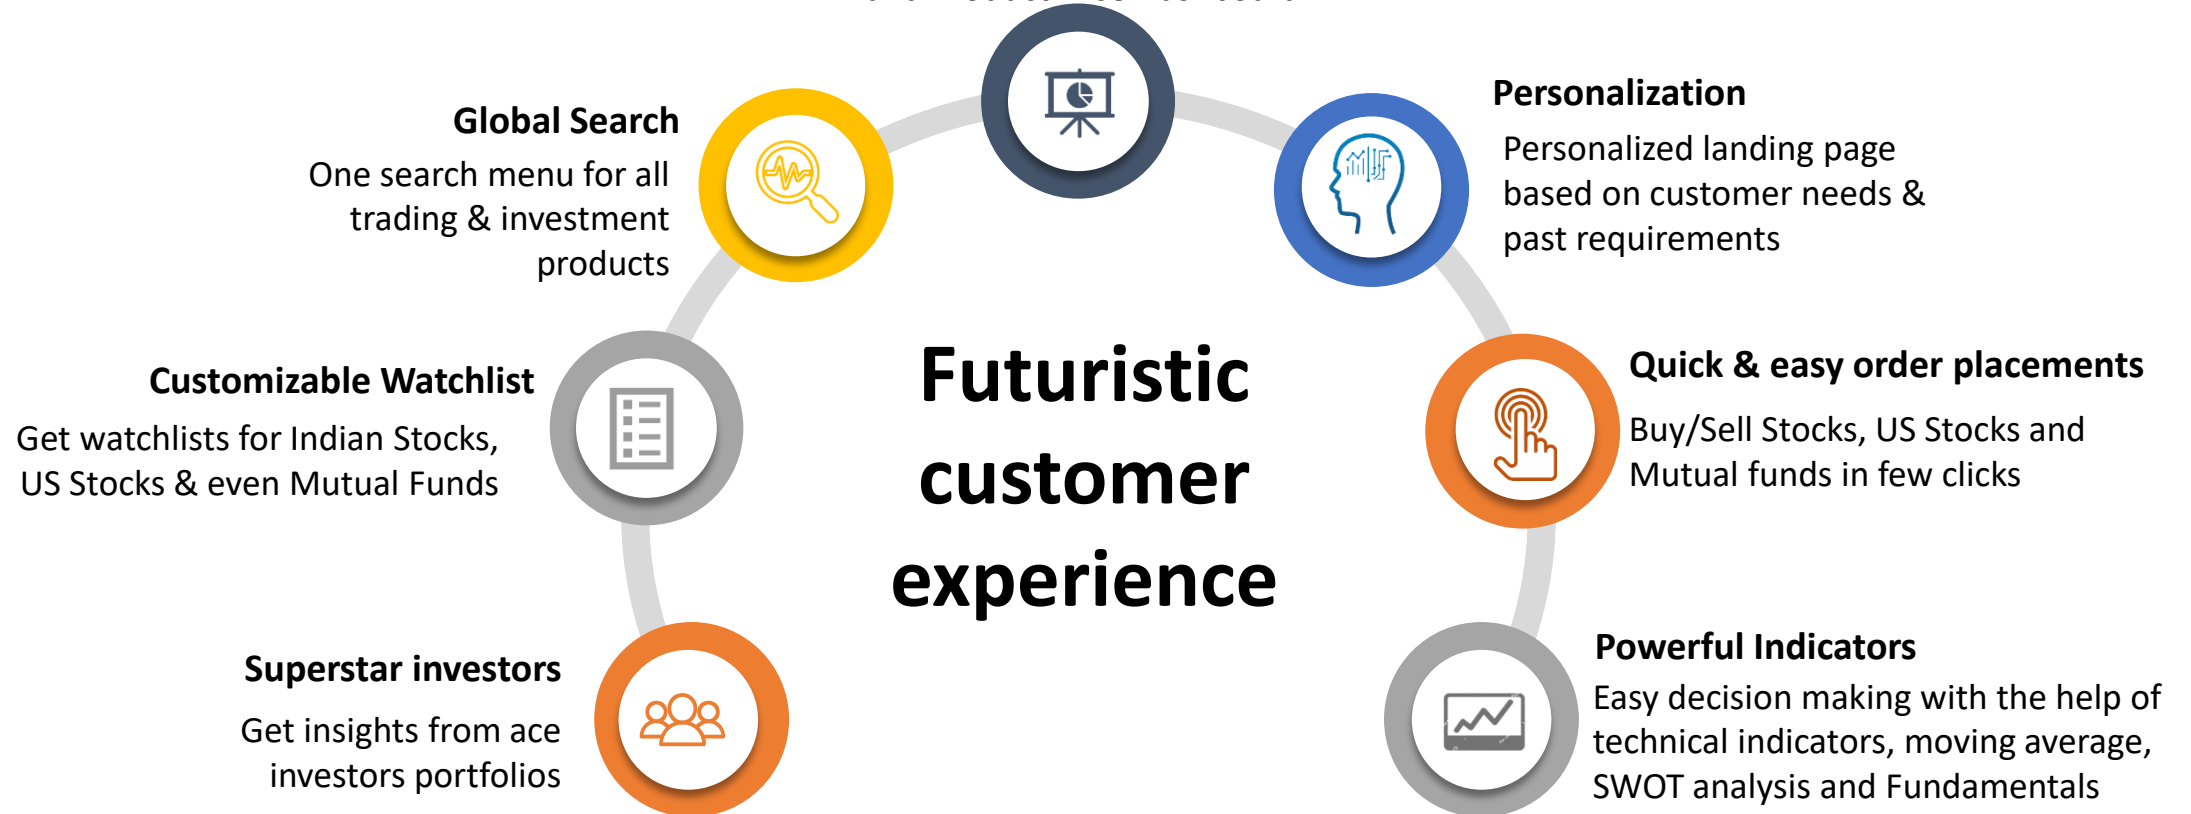 Global Search
One search menu for all
trading & investment
products
Personalization
Personalized landing page
based on customer needs &
past requirements
Customizable Watchlist
Get watchlists for Indian Stocks,
US Stocks & even Mutual Funds
Futuristic
customer
experience
Quick & easy order placements
Buy/Sell Stocks, US Stocks and
Mutual funds in few clicks
Superstar investors
Get insights from ace
investors portfolios
Powerful Indicators
Easy decision making with the help of
technical indicators, moving average,
SWOT analysis and Fundamentals